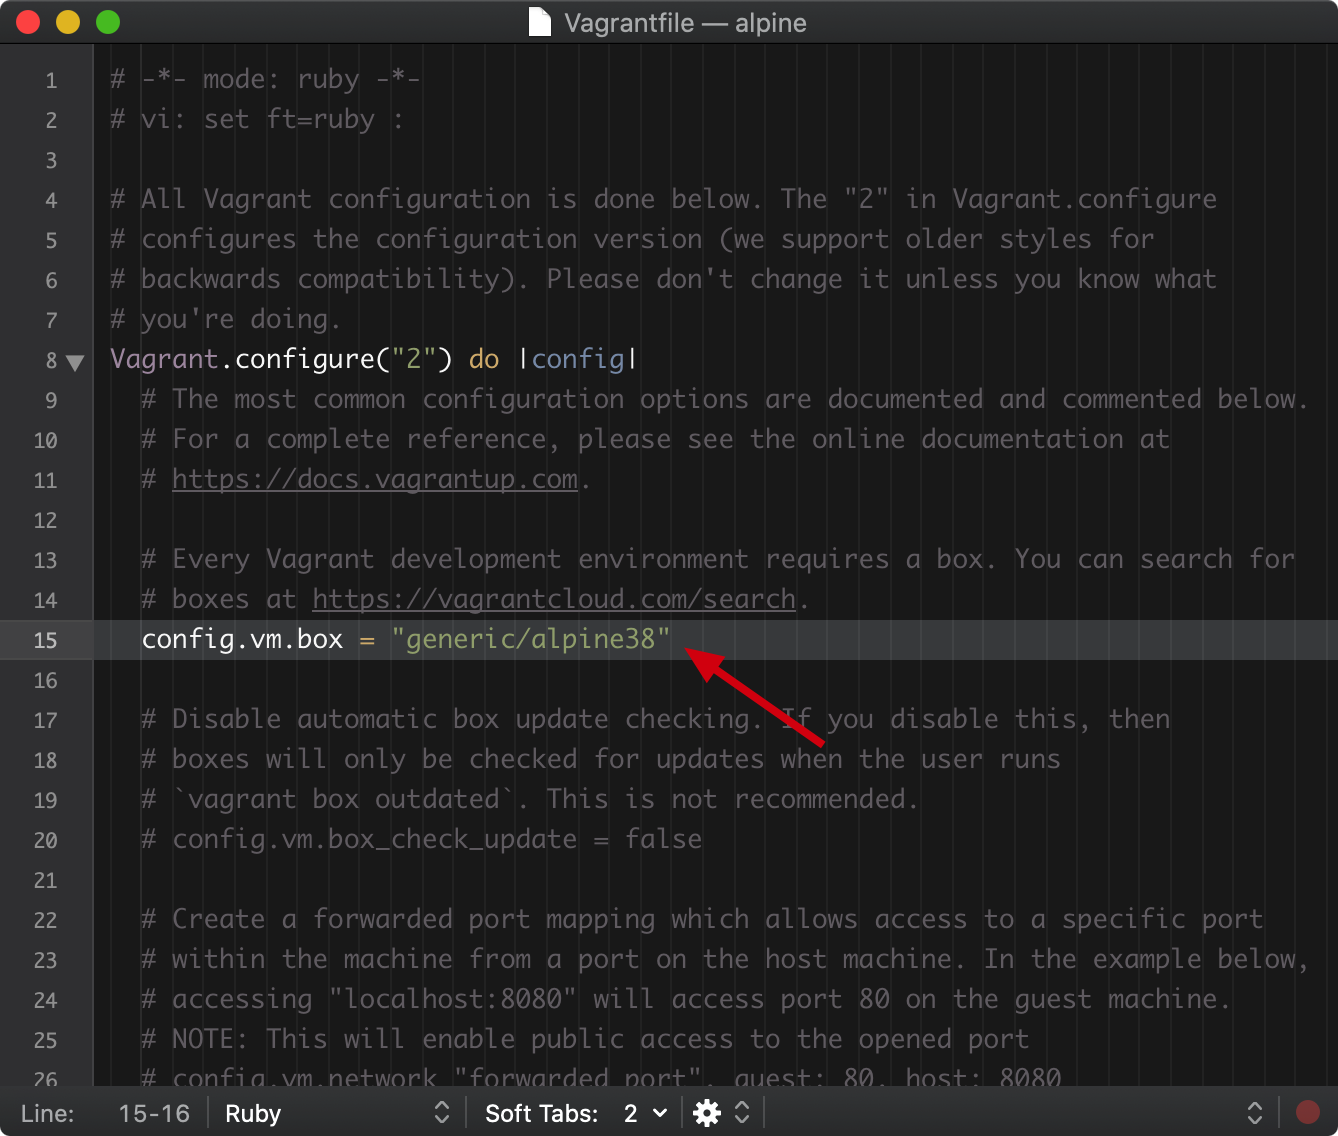 Vagrantfile — alpine
1 # -*- mode: ruby -*-
2 # vi: set ft=ruby :
3
4 # All Vagrant configuration is done below. The "2" in Vagrant.configure
5 # configures the configuration version (we support older styles for
6 # backwards compatibility). Please don't change it unless you know what
7 # you're doing.
8 Vagrant.configure("2") do |config|
9 # The most common configuration options are documented and commented below.
10 # For a complete reference, please see the online documentation at
11 # https://docs.vagrantup.com.
12
13 # Every Vagrant development environment requires a box. You can search for
14 # boxes at https://vagrantcloud.com/search.
15 config.vm.box = "generic/alpine38"
16
17 # Disable automatic box update checking. If you disable this, then
18 # boxes will only be checked for updates when the user runs
19 # `vagrant box outdated`. This is not recommended.
20 # config.vm.box_check_update = false
21
22 # Create a forwarded port mapping which allows access to a specific port
23 # within the machine from a port on the host machine. In the example below,
24 # accessing "localhost:8080" will access port 80 on the guest machine.
25 # NOTE: This will enable public access to the opened port
26 # config.vm.network "forwarded_port", guest: 80, host: 8080
Line: 15-16 Ruby Soft Tabs: 2